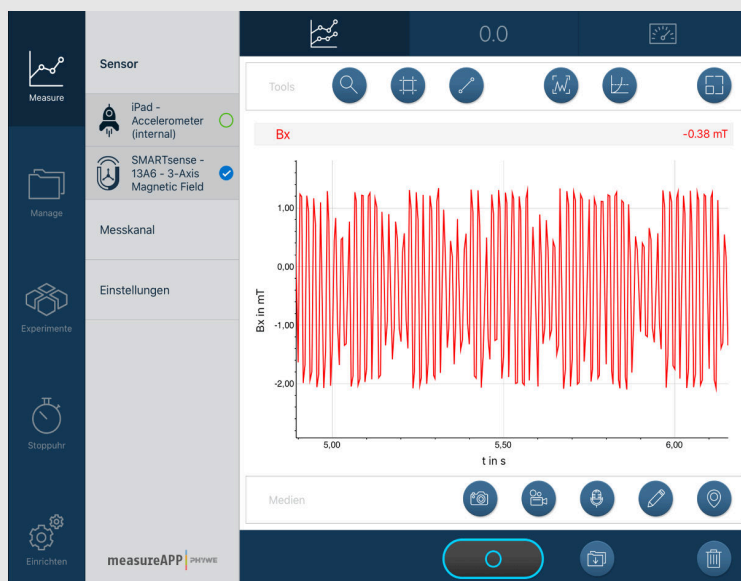 Measure
Manage
Experimente
Stoppuhr
Einrichten
Sensor
iPad -
Accelerometer
(internal)
SMARTsense -
13A6 - 3-Axis
Magnetic Field
Messkanal
Einstellungen
measureAPP PHYWE
0.0
Tools
Bx
-0.38 mT
1,00
0,00
-1,00
-2,00
Bx in mT
5,00
5,50
6,00
t in s
Medien